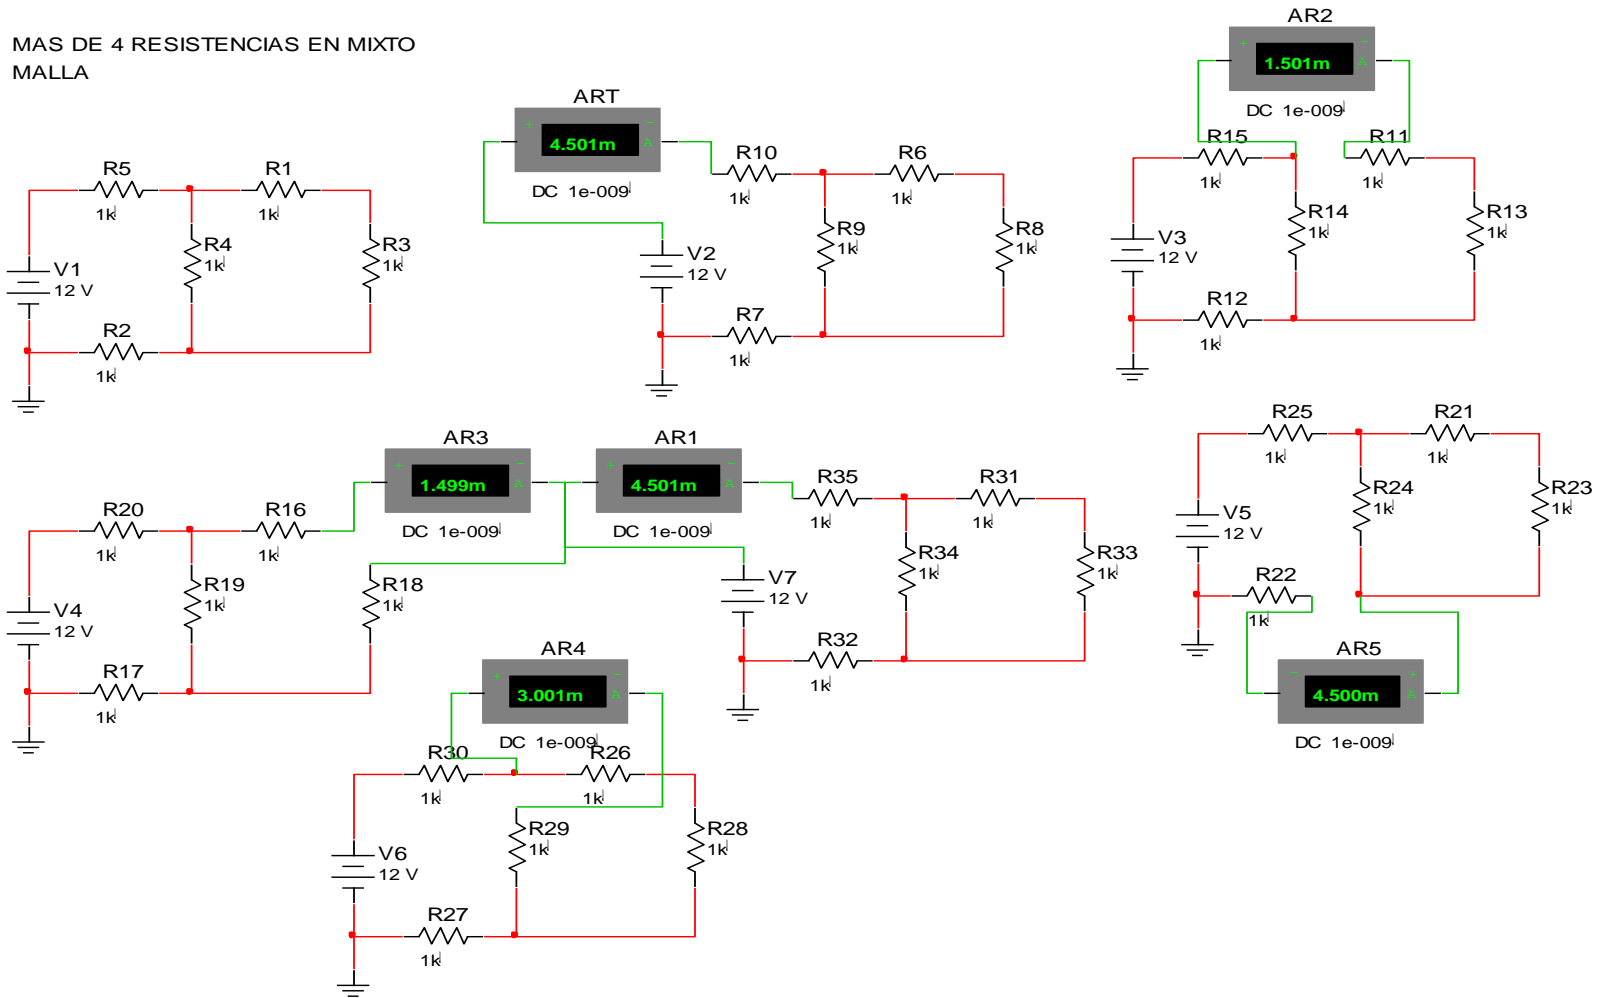 MAS DE 4 RESISTENCIAS EN MIXTO
MALLA
R5
1k
R1
1k
R4
1k
R3
1k
V1
12 V
R2
1k
ART
+
−
4.501m
A
DC 1e-009
R10
1k
R6
1k
R9
1k
R8
1k
V2
12 V
R7
1k
AR2
+
−
1.501m
A
DC 1e-009
R15
1k
R11
1k
R14
1k
R13
1k
V3
12 V
R12
1k
AR3
+
−
1.499m
A
DC 1e-009
R20
1k
R16
1k
R19
1k
R18
1k
V4
12 V
R17
1k
AR1
+
−
4.501m
A
DC 1e-009
R35
1k
R31
1k
R34
1k
R33
1k
V7
12 V
R32
1k
R25
1k
R21
1k
R24
1k
R23
1k
V5
12 V
R22
1k
AR5
−
+
4.500m
A
DC 1e-009
AR4
+
−
3.001m
A
DC 1e-009
R30
1k
R26
1k
R29
1k
R28
1k
V6
12 V
R27
1k